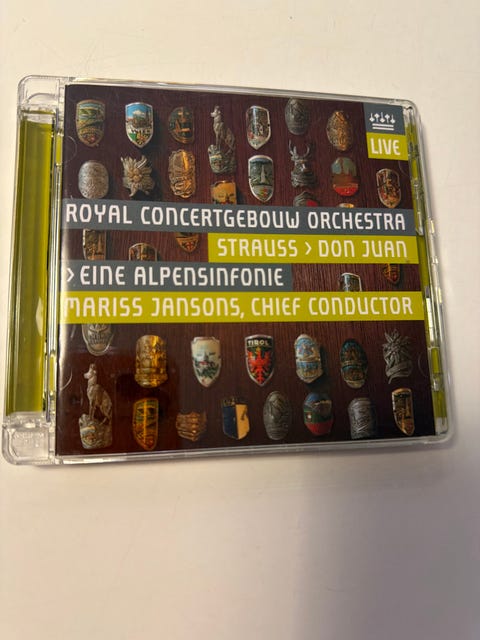 LIVE
ROYAL CONCERTGEBOUW ORCHESTRA
STRAUSS > DON JUAN
> EINE ALPENSINFONIE
MARISS JANSONS, CHIEF CONDUCTOR
TIROL